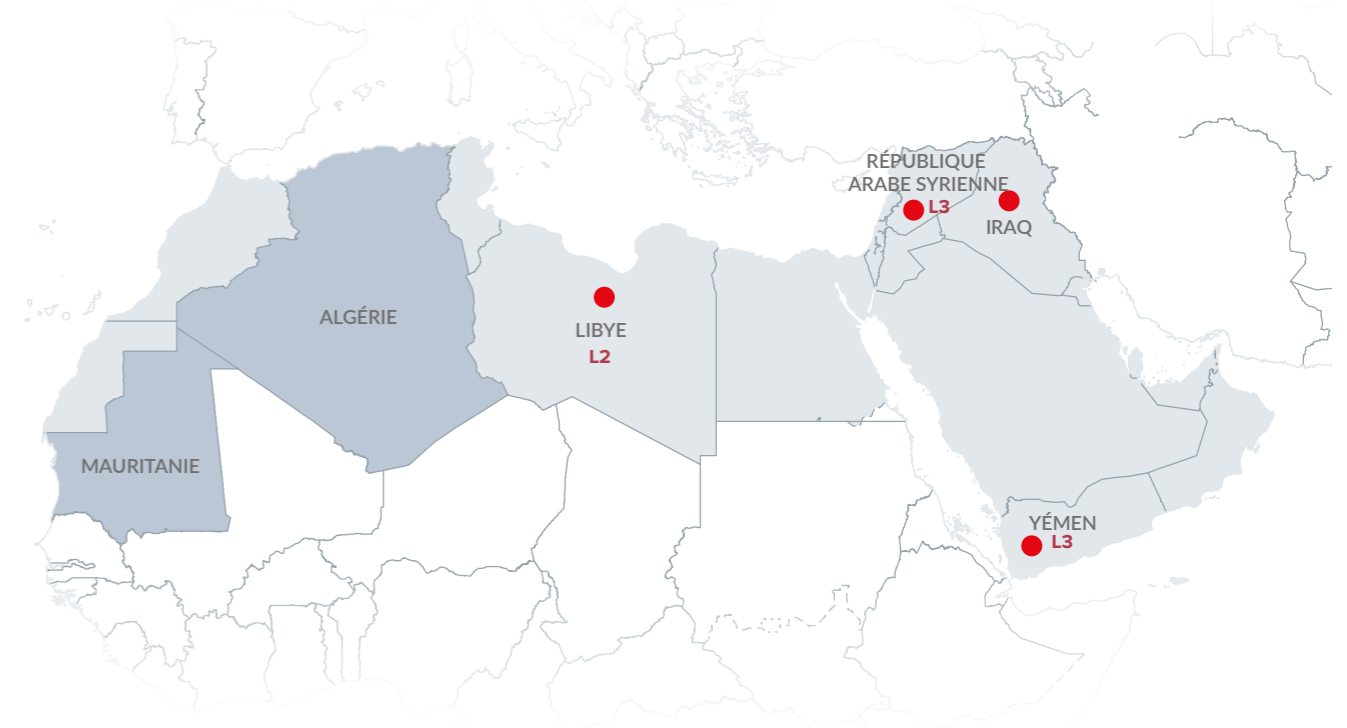 RÉPUBLIQUE
ARABE SYRIENNE
L3
IRAQ
ALGÉRIE
LIBYE
L2
MAURITANIE
YÉMEN
L3